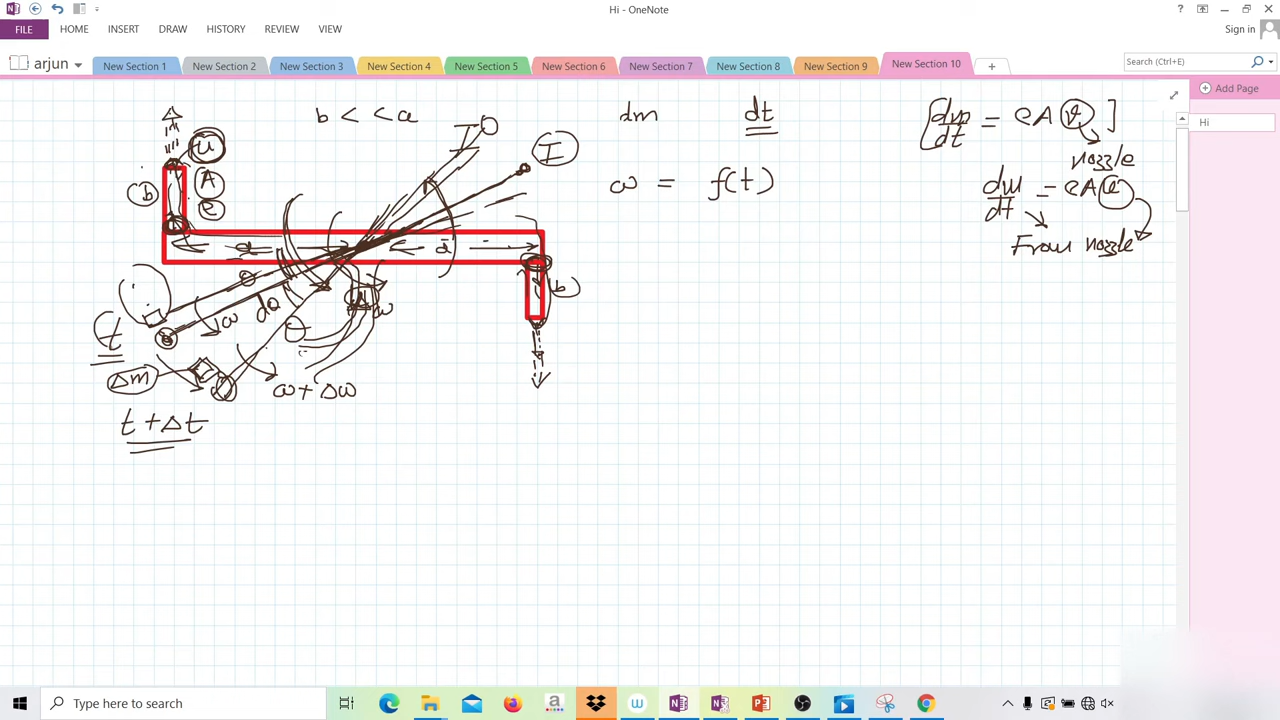 Hi - OneNote
Sign in
FILE HOME INSERT DRAW HISTORY REVIEW VIEW
arjun
New Section 1 New Section 2 New Section 3 New Section 4 New Section 5 New Section 6 New Section 7 New Section 8 New Section 9 New Section 10
Search (Ctrl+E)
Add Page
Hi
b < < a
dm dt
dm/dt = ρAv
nozzle
ω = f(t)
dm/dt = ρAu
From nozzle
u
A
ρ
b
a
a
b
I
t
ω
dθ
θ
ω
Δm
ω + Δω
t + Δt
Type here to search